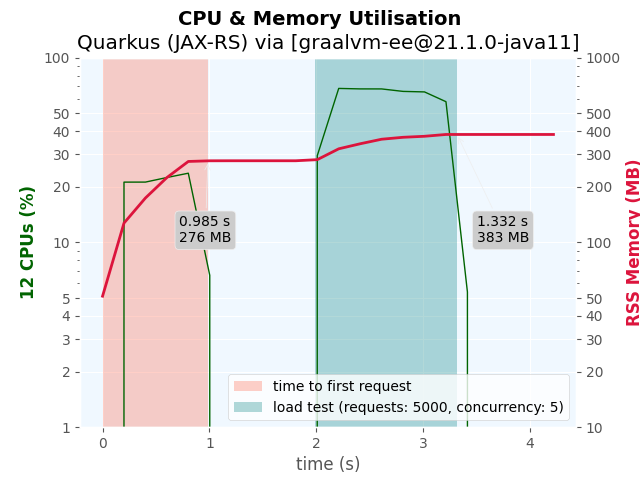 CPU & Memory Utilisation
Quarkus (JAX-RS) via [graalvm-ee@21.1.0-java11]
12 CPUs (%)
100
50
40
30
20
10
5
4
3
2
1
0.985 s
276 MB
1.332 s
383 MB
time to first request
load test (requests: 5000, concurrency: 5)
1000
500
400
300
200
100
50
40
30
20
10
RSS Memory (MB)
0
1
2
3
4
time (s)